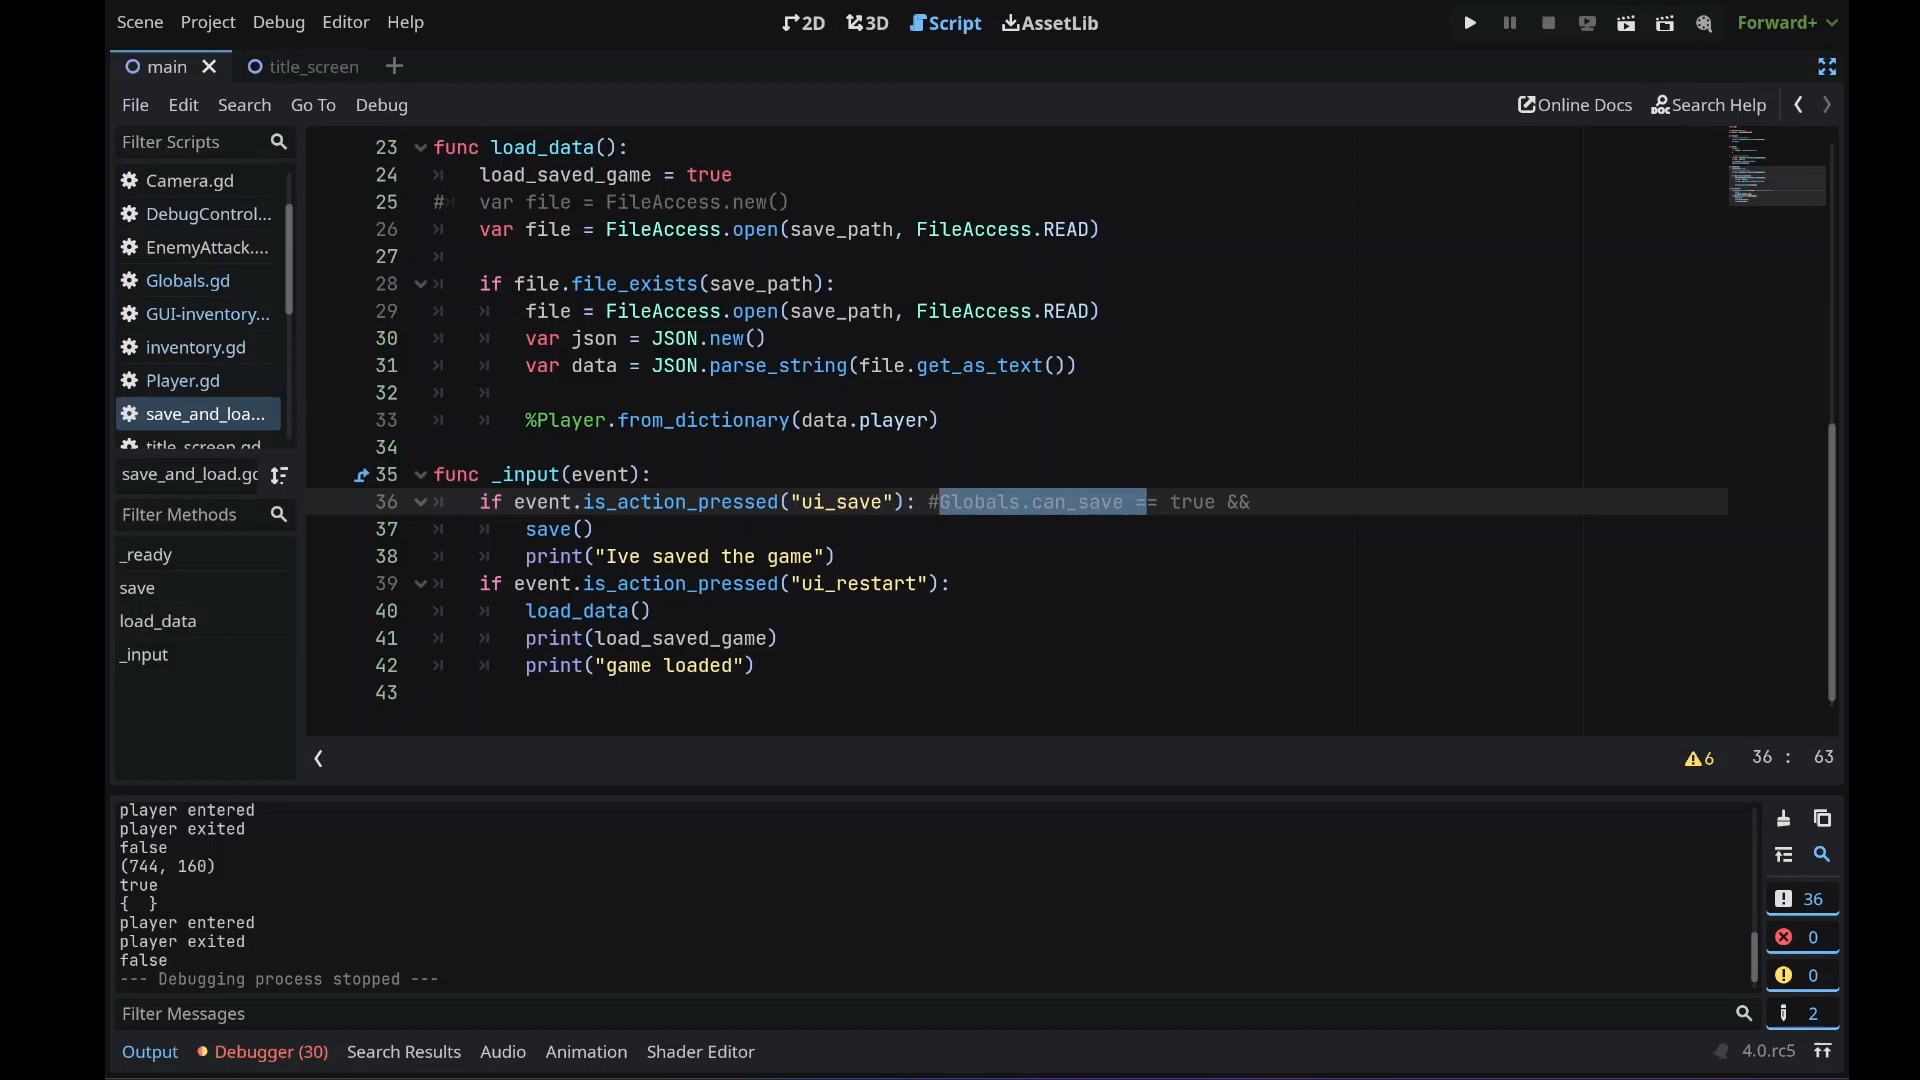 Scene Project Debug Editor Help 2D 3D Script AssetLib Forward+
main title_screen
File Edit Search Go To Debug Online Docs Search Help
Filter Scripts
Camera.gd
DebugControl...
EnemyAttack....
Globals.gd
GUI-inventory...
inventory.gd
Player.gd
save_and_loa...
title_screen.gd
save_and_load.gd
Filter Methods
_ready
save
load_data
_input
23 func load_data():
24 load_saved_game = true
25 # var file = FileAccess.new()
26 var file = FileAccess.open(save_path, FileAccess.READ)
27
28 if file.file_exists(save_path):
29 file = FileAccess.open(save_path, FileAccess.READ)
30 var json = JSON.new()
31 var data = JSON.parse_string(file.get_as_text())
32
33 %Player.from_dictionary(data.player)
34
35 func _input(event):
36 if event.is_action_pressed("ui_save"): #Globals.can_save == true &&
37 save()
38 print("Ive saved the game")
39 if event.is_action_pressed("ui_restart"):
40 load_data()
41 print(load_saved_game)
42 print("game loaded")
43
6 36 : 63
player entered
player exited
false
(744, 160)
true
{ }
player entered
player exited
false
--- Debugging process stopped ---
36
0
0
2
Filter Messages
Output Debugger (30) Search Results Audio Animation Shader Editor 4.0.rc5